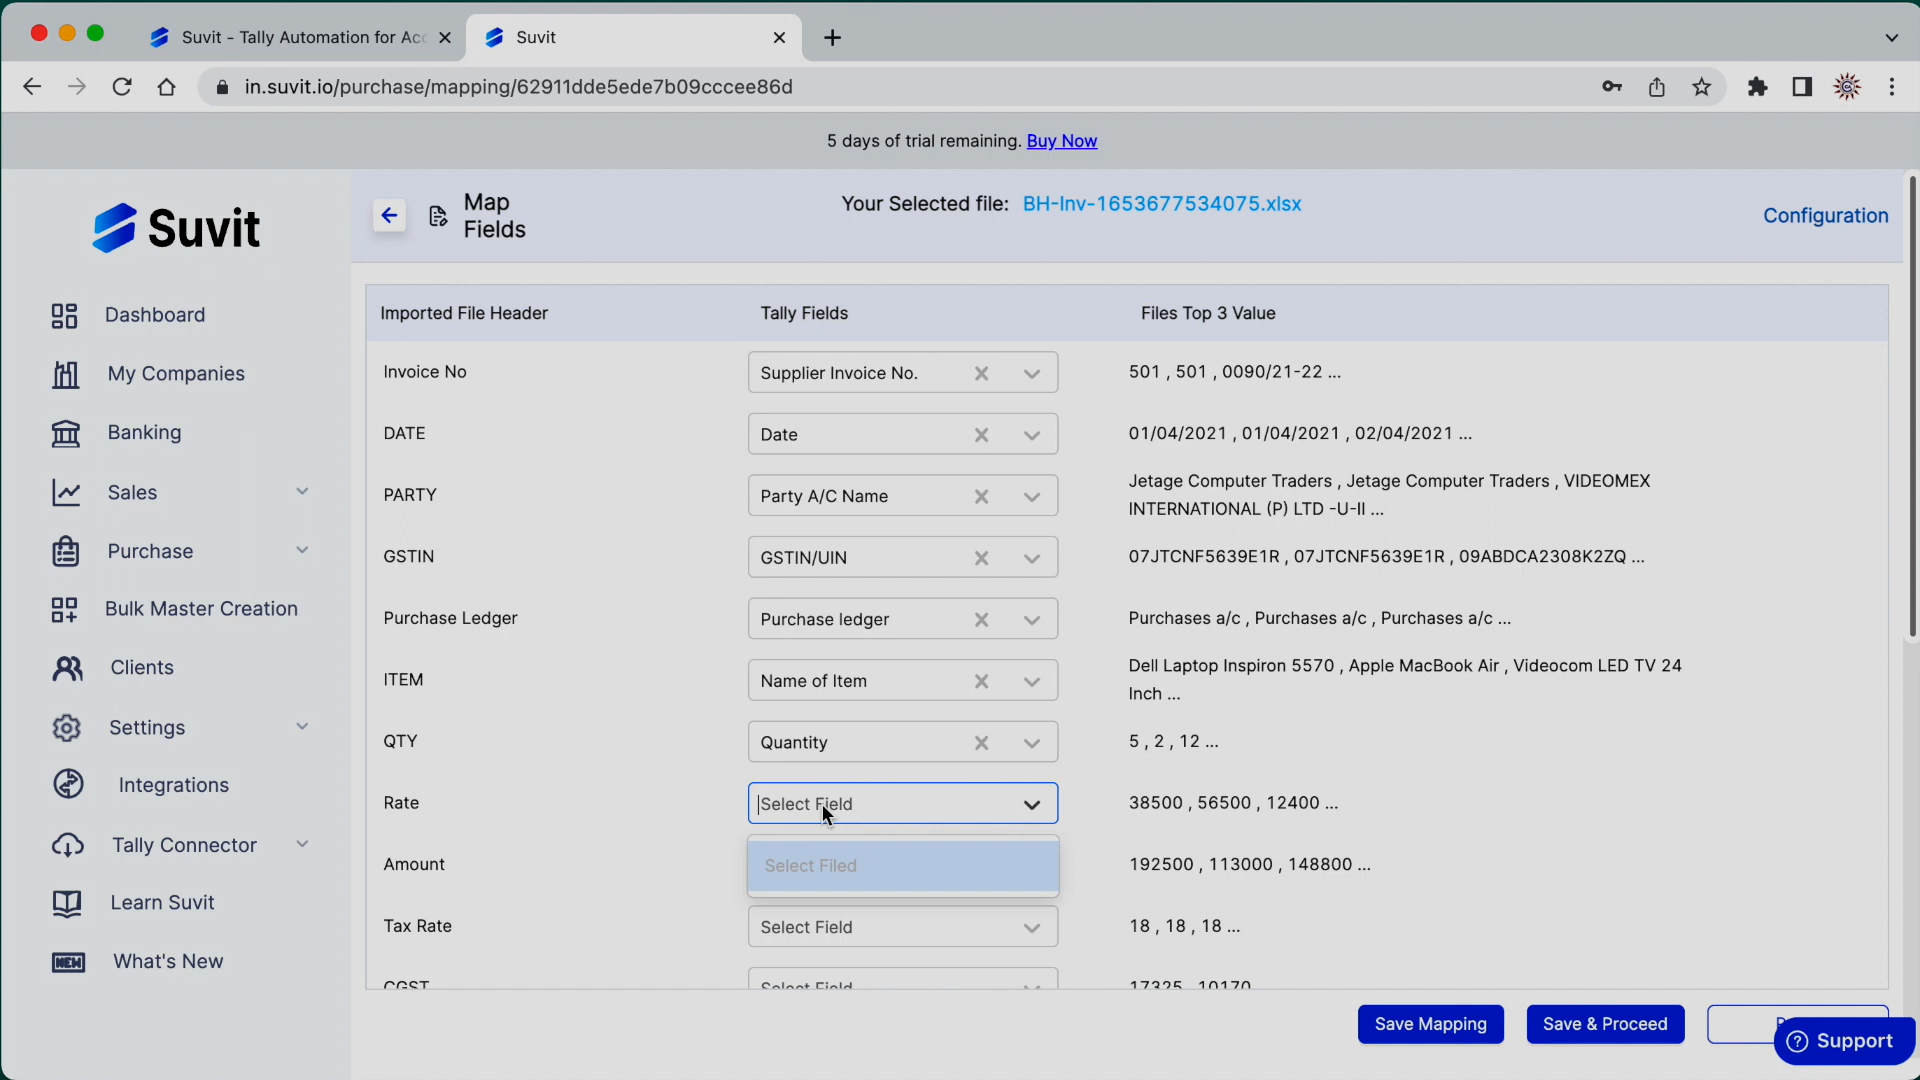 Suvit - Tally Automation for Acc
Suvit
in.suvit.io/purchase/mapping/62911dde5ede7b09cccee86d
5 days of trial remaining. Buy Now
Suvit
Map
Fields
Your Selected file: BH-Inv-1653677534075.xlsx
Configuration
Dashboard
My Companies
Banking
Sales
Purchase
Bulk Master Creation
Clients
Settings
Integrations
Tally Connector
Learn Suvit
NEW What's New
Imported File Header Tally Fields Files Top 3 Value
Invoice No Supplier Invoice No. 501 , 501 , 0090/21-22 ...
DATE Date 01/04/2021 , 01/04/2021 , 02/04/2021 ...
PARTY Party A/C Name Jetage Computer Traders , Jetage Computer Traders , VIDEOMEX
INTERNATIONAL (P) LTD -U-II ...
GSTIN GSTIN/UIN 07JTCNF5639E1R , 07JTCNF5639E1R , 09ABDCA2308K2ZQ ...
Purchase Ledger Purchase ledger Purchases a/c , Purchases a/c , Purchases a/c ...
ITEM Name of Item Dell Laptop Inspiron 5570 , Apple MacBook Air , Videocom LED TV 24
Inch ...
QTY Quantity 5 , 2 , 12 ...
Rate Select Field 38500 , 56500 , 12400 ...
Amount Select Filed 192500 , 113000 , 148800 ...
Tax Rate Select Field 18 , 18 , 18 ...
CGST Select Field 17325 , 10170
Save Mapping Save & Proceed
Support